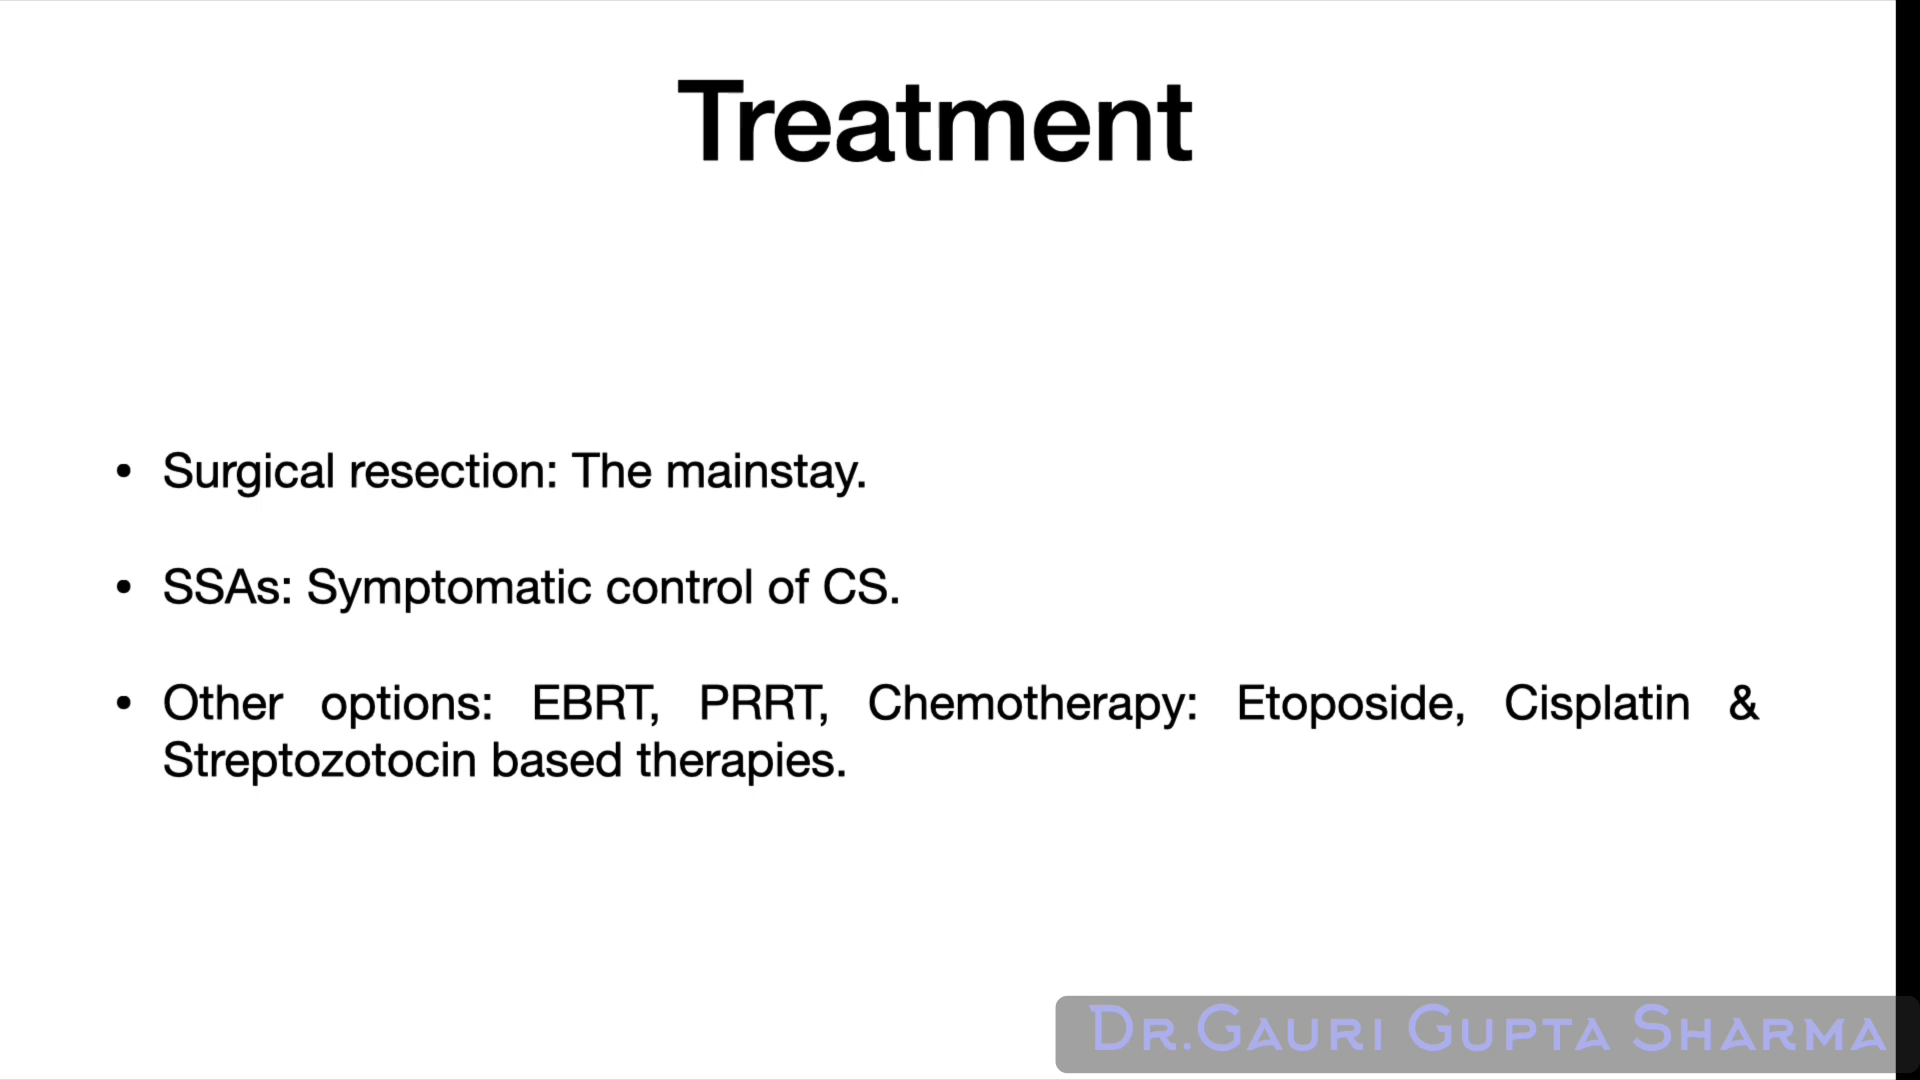 Treatment
• Surgical resection: The mainstay.
• SSAs: Symptomatic control of CS.
• Other options: EBRT, PRRT, Chemotherapy: Etoposide, Cisplatin &
Streptozotocin based therapies.
Dr.Gauri Gupta Sharma